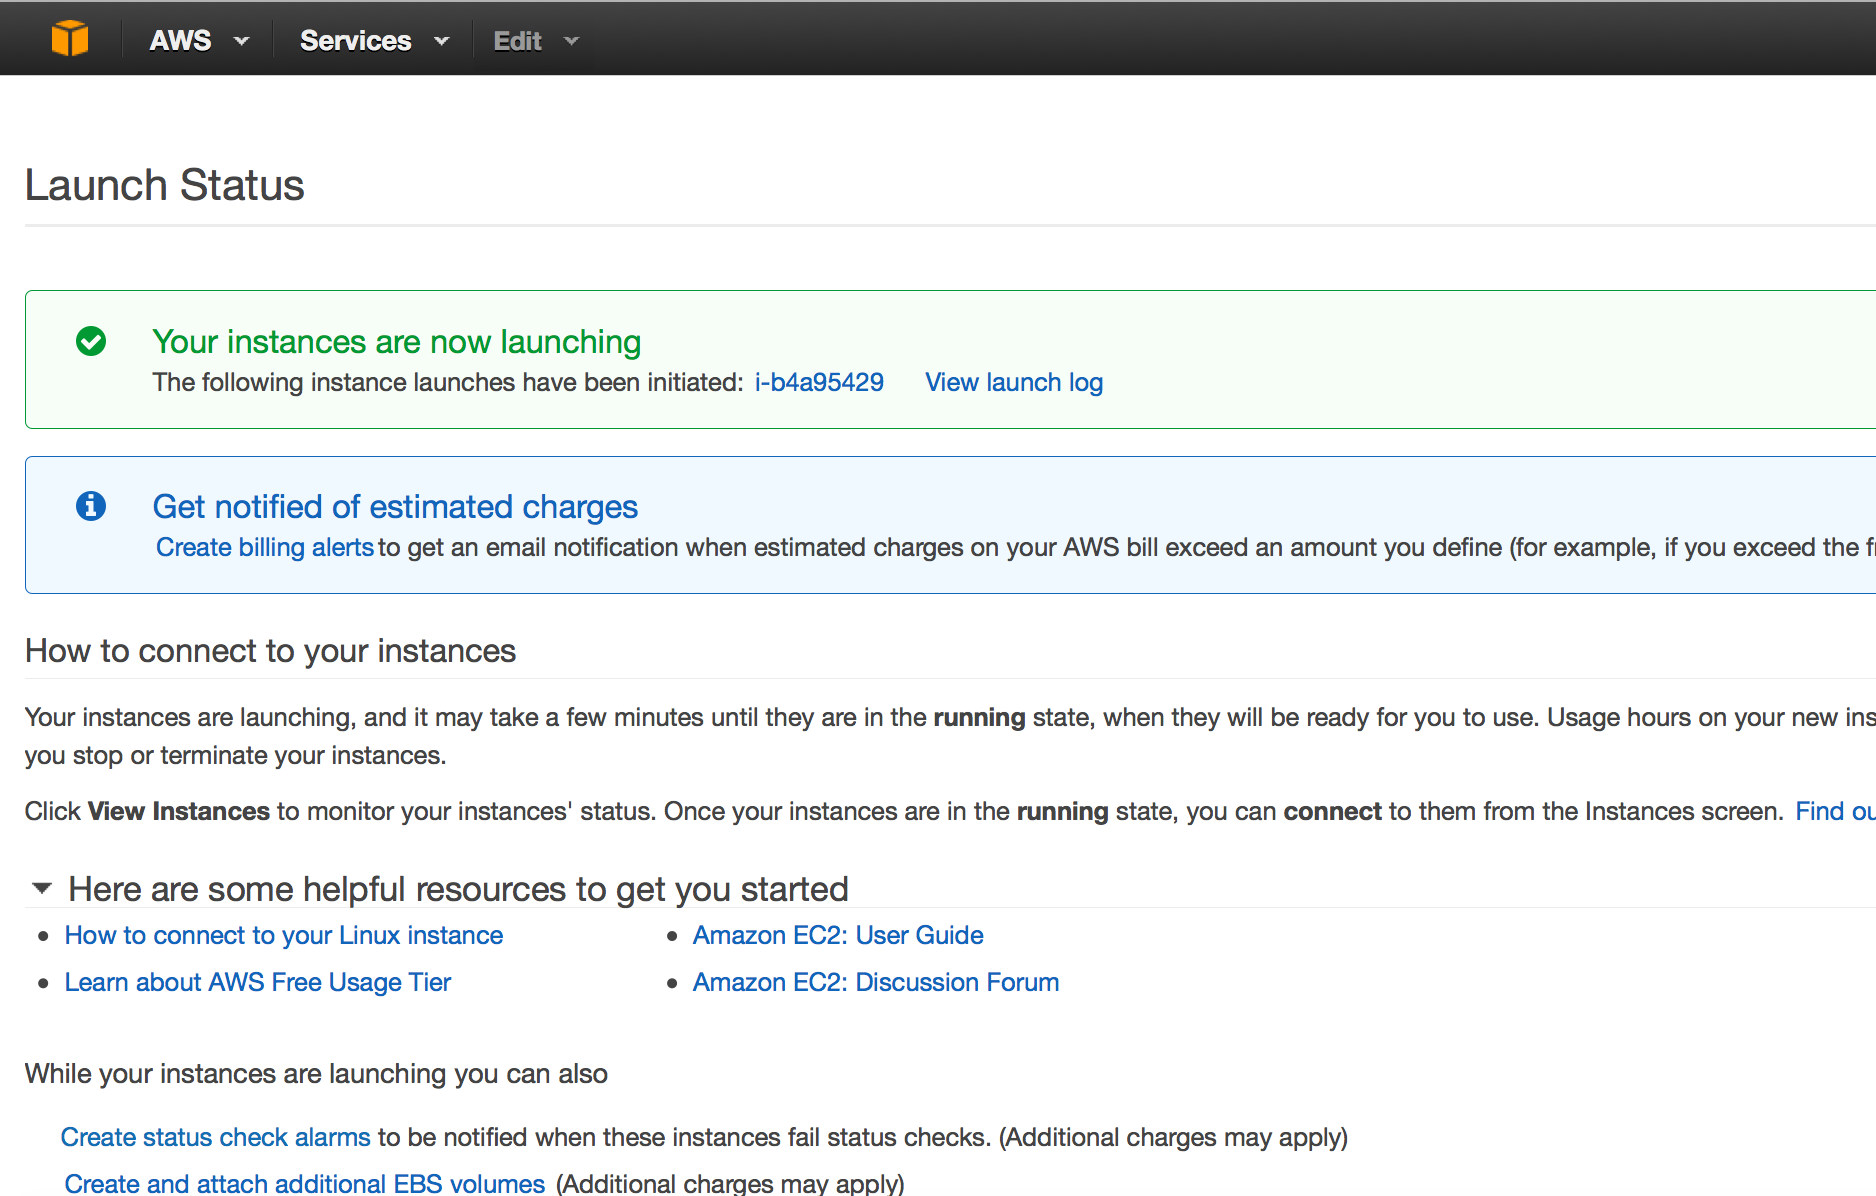 AWS Services Edit
Launch Status
Your instances are now launching
The following instance launches have been initiated: i-b4a95429 View launch log
Get notified of estimated charges
Create billing alerts to get an email notification when estimated charges on your AWS bill exceed an amount you define (for example, if you exceed the
How to connect to your instances
Your instances are launching, and it may take a few minutes until they are in the running state, when they will be ready for you to use. Usage hours on your new
you stop or terminate your instances.
Click View Instances to monitor your instances' status. Once your instances are in the running state, you can connect to them from the Instances screen. Find
Here are some helpful resources to get you started
How to connect to your Linux instance
Amazon EC2: User Guide
Learn about AWS Free Usage Tier
Amazon EC2: Discussion Forum
While your instances are launching you can also
Create status check alarms to be notified when these instances fail status checks. (Additional charges may apply)
Create and attach additional EBS volumes (Additional charges may apply)